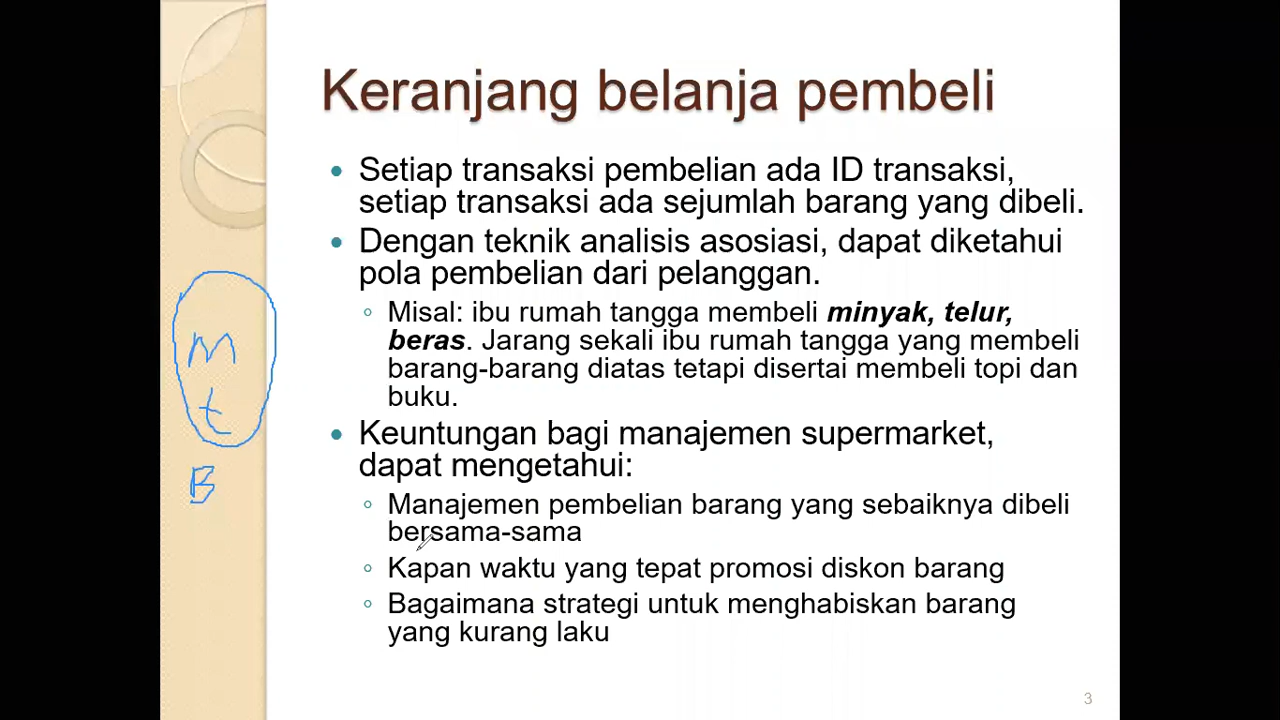 Keranjang belanja pembeli
Setiap transaksi pembelian ada ID transaksi,
setiap transaksi ada sejumlah barang yang dibeli.
Dengan teknik analisis asosiasi, dapat diketahui
pola pembelian dari pelanggan.
Misal: ibu rumah tangga membeli minyak, telur,
beras. Jarang sekali ibu rumah tangga yang membeli
barang-barang diatas tetapi disertai membeli topi dan
buku.
Keuntungan bagi manajemen supermarket,
dapat mengetahui:
Manajemen pembelian barang yang sebaiknya dibeli
bersama-sama
Kapan waktu yang tepat promosi diskon barang
Bagaimana strategi untuk menghabiskan barang
yang kurang laku
m
t
B
3